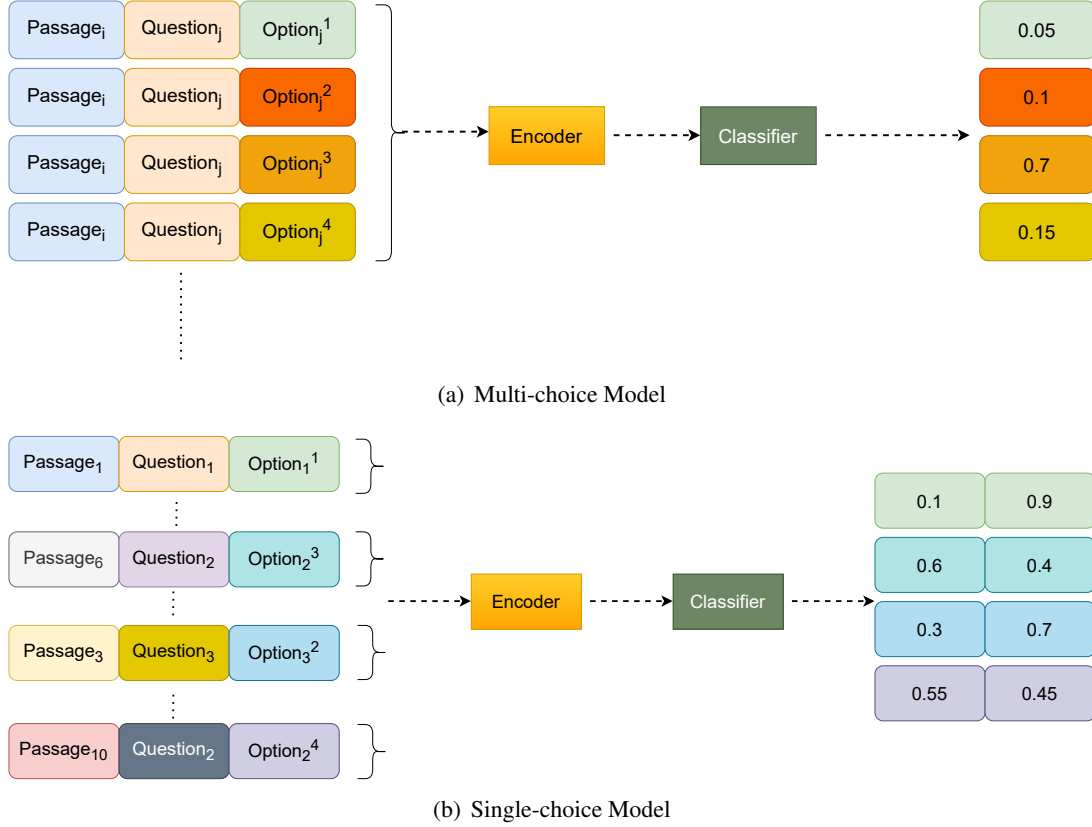 Passage_i Question_j Option_j^1 0.05
Passage_i Question_j Option_j^2 0.1
Encoder Classifier
Passage_i Question_j Option_j^3 0.7
Passage_i Question_j Option_j^4 0.15
(a) Multi-choice Model
Passage_1 Question_1 Option_1^1
0.1 0.9
Passage_6 Question_2 Option_2^3
0.6 0.4
Encoder Classifier
0.3 0.7
Passage_3 Question_3 Option_3^2
0.55 0.45
Passage_10 Question_2 Option_2^4
(b) Single-choice Model